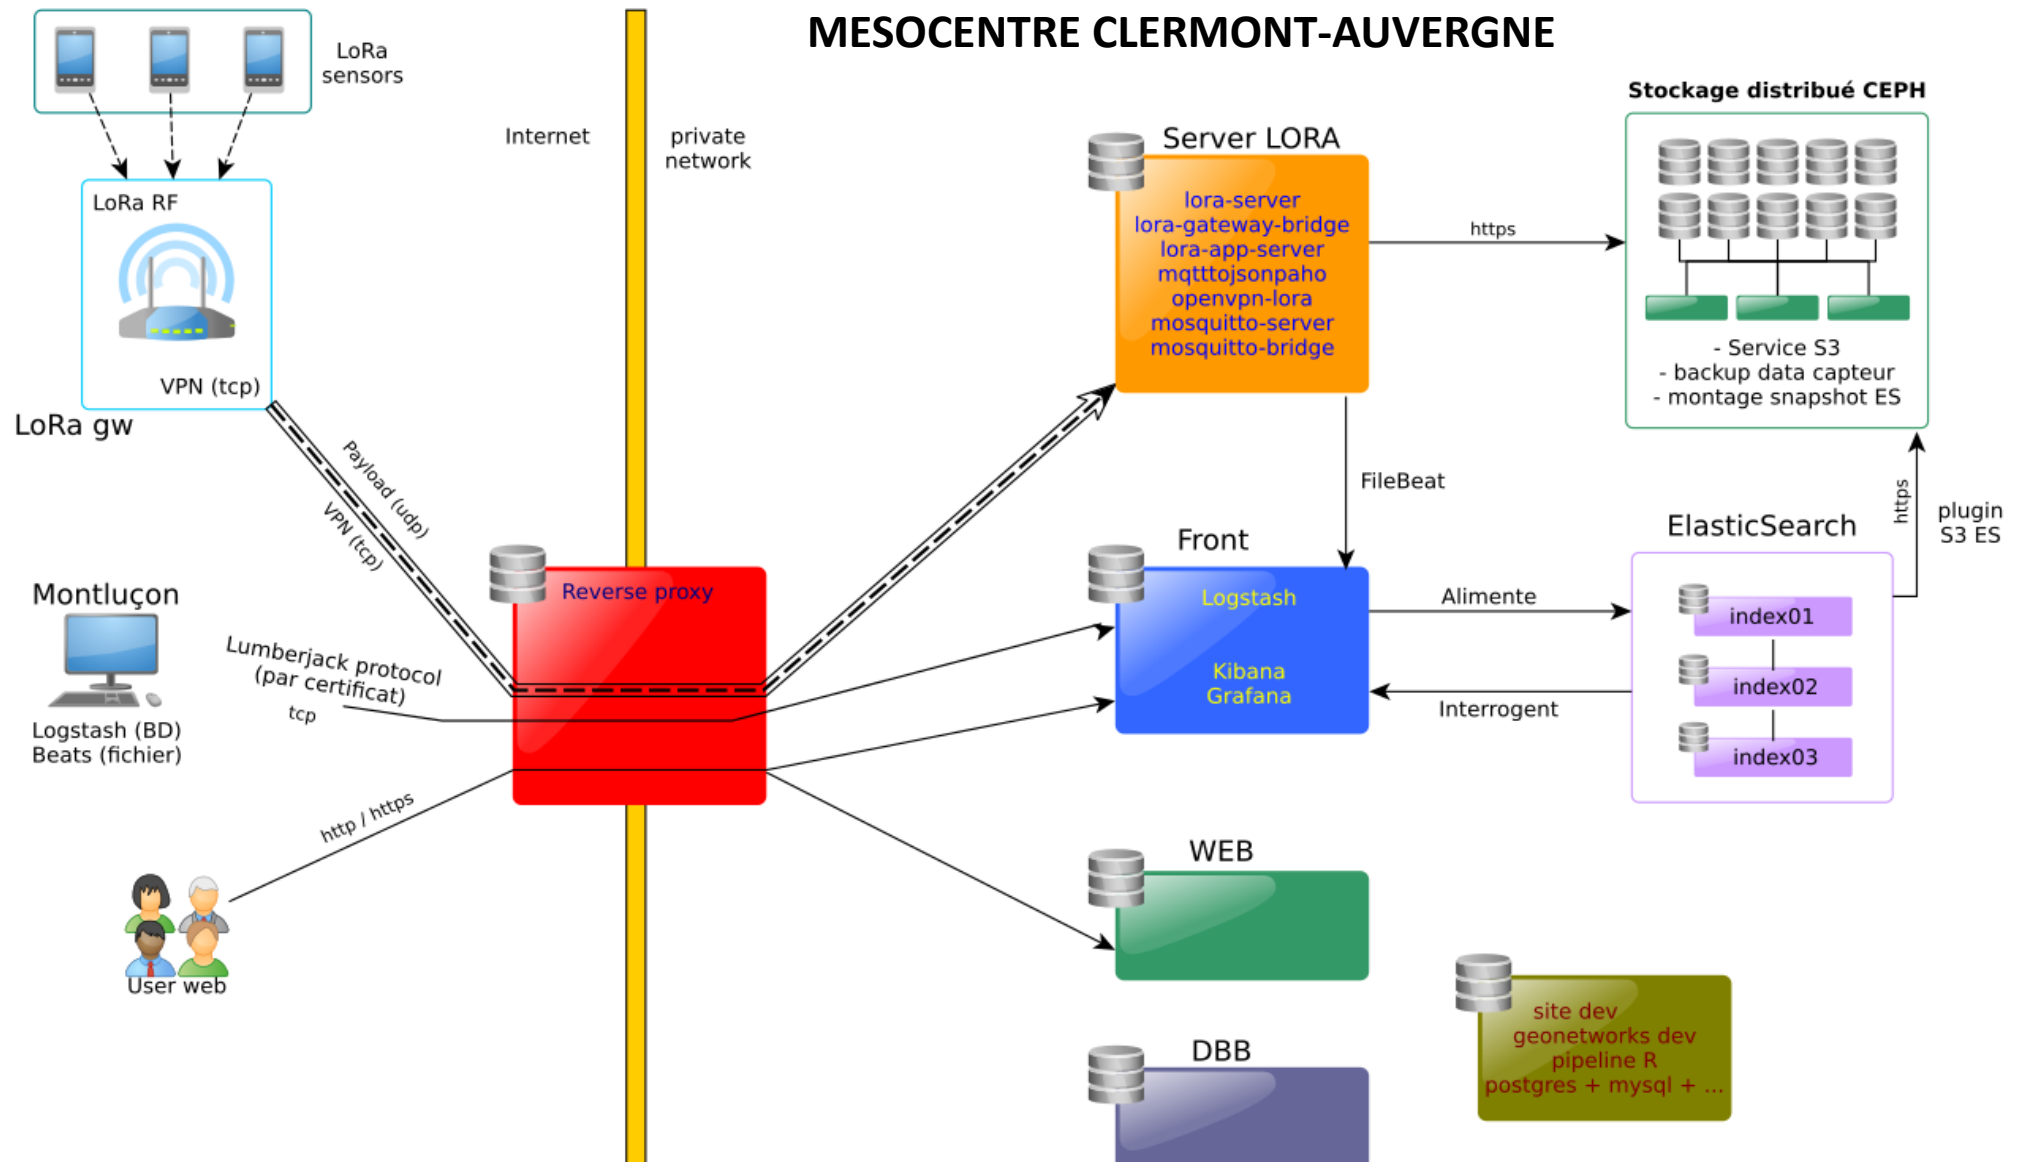 MESOCENTRE CLERMONT-AUVERGNE
LoRa
sensors
Internet
private
network
LoRa RF
VPN (tcp)
LoRa gw
Payload (udp)
VPN (tcp)
Server LORA
lora-server
lora-gateway-bridge
lora-app-server
mqtttojsonpaho
openvpn-lora
mosquitto-server
mosquitto-bridge
https
Stockage distribué CEPH
- Service S3
- backup data capteur
- montage snapshot ES
FileBeat
https
plugin
S3 ES
Montluçon
Logstash (BD)
Beats (fichier)
Lumberjack protocol
(par certificat)
tcp
Reverse proxy
Front
Logstash
Kibana
Grafana
Alimente
Interrogent
ElasticSearch
index01
index02
index03
http / https
User web
WEB
DBB
site dev
geonetworks dev
pipeline R
postgres + mysql + ...